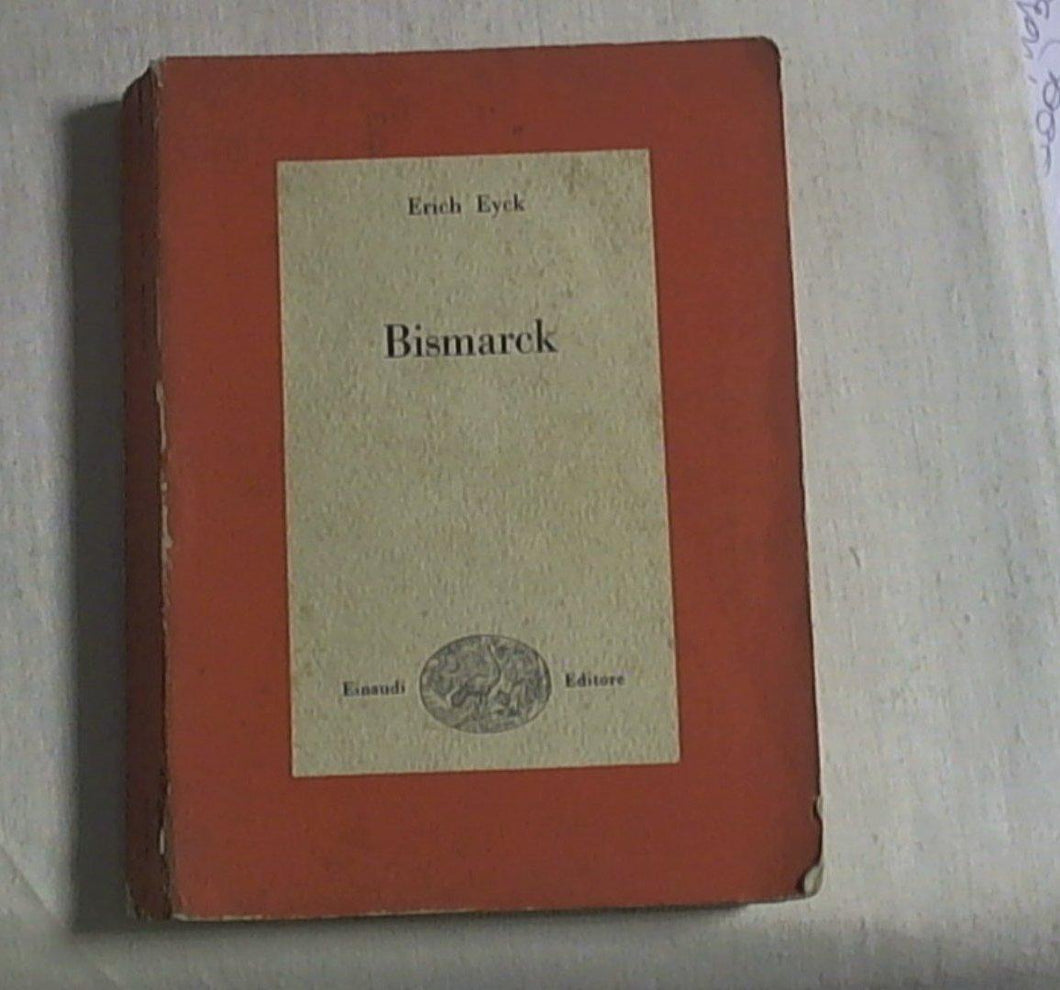 Erich Eyck
Bismarck
Einaudi Editore